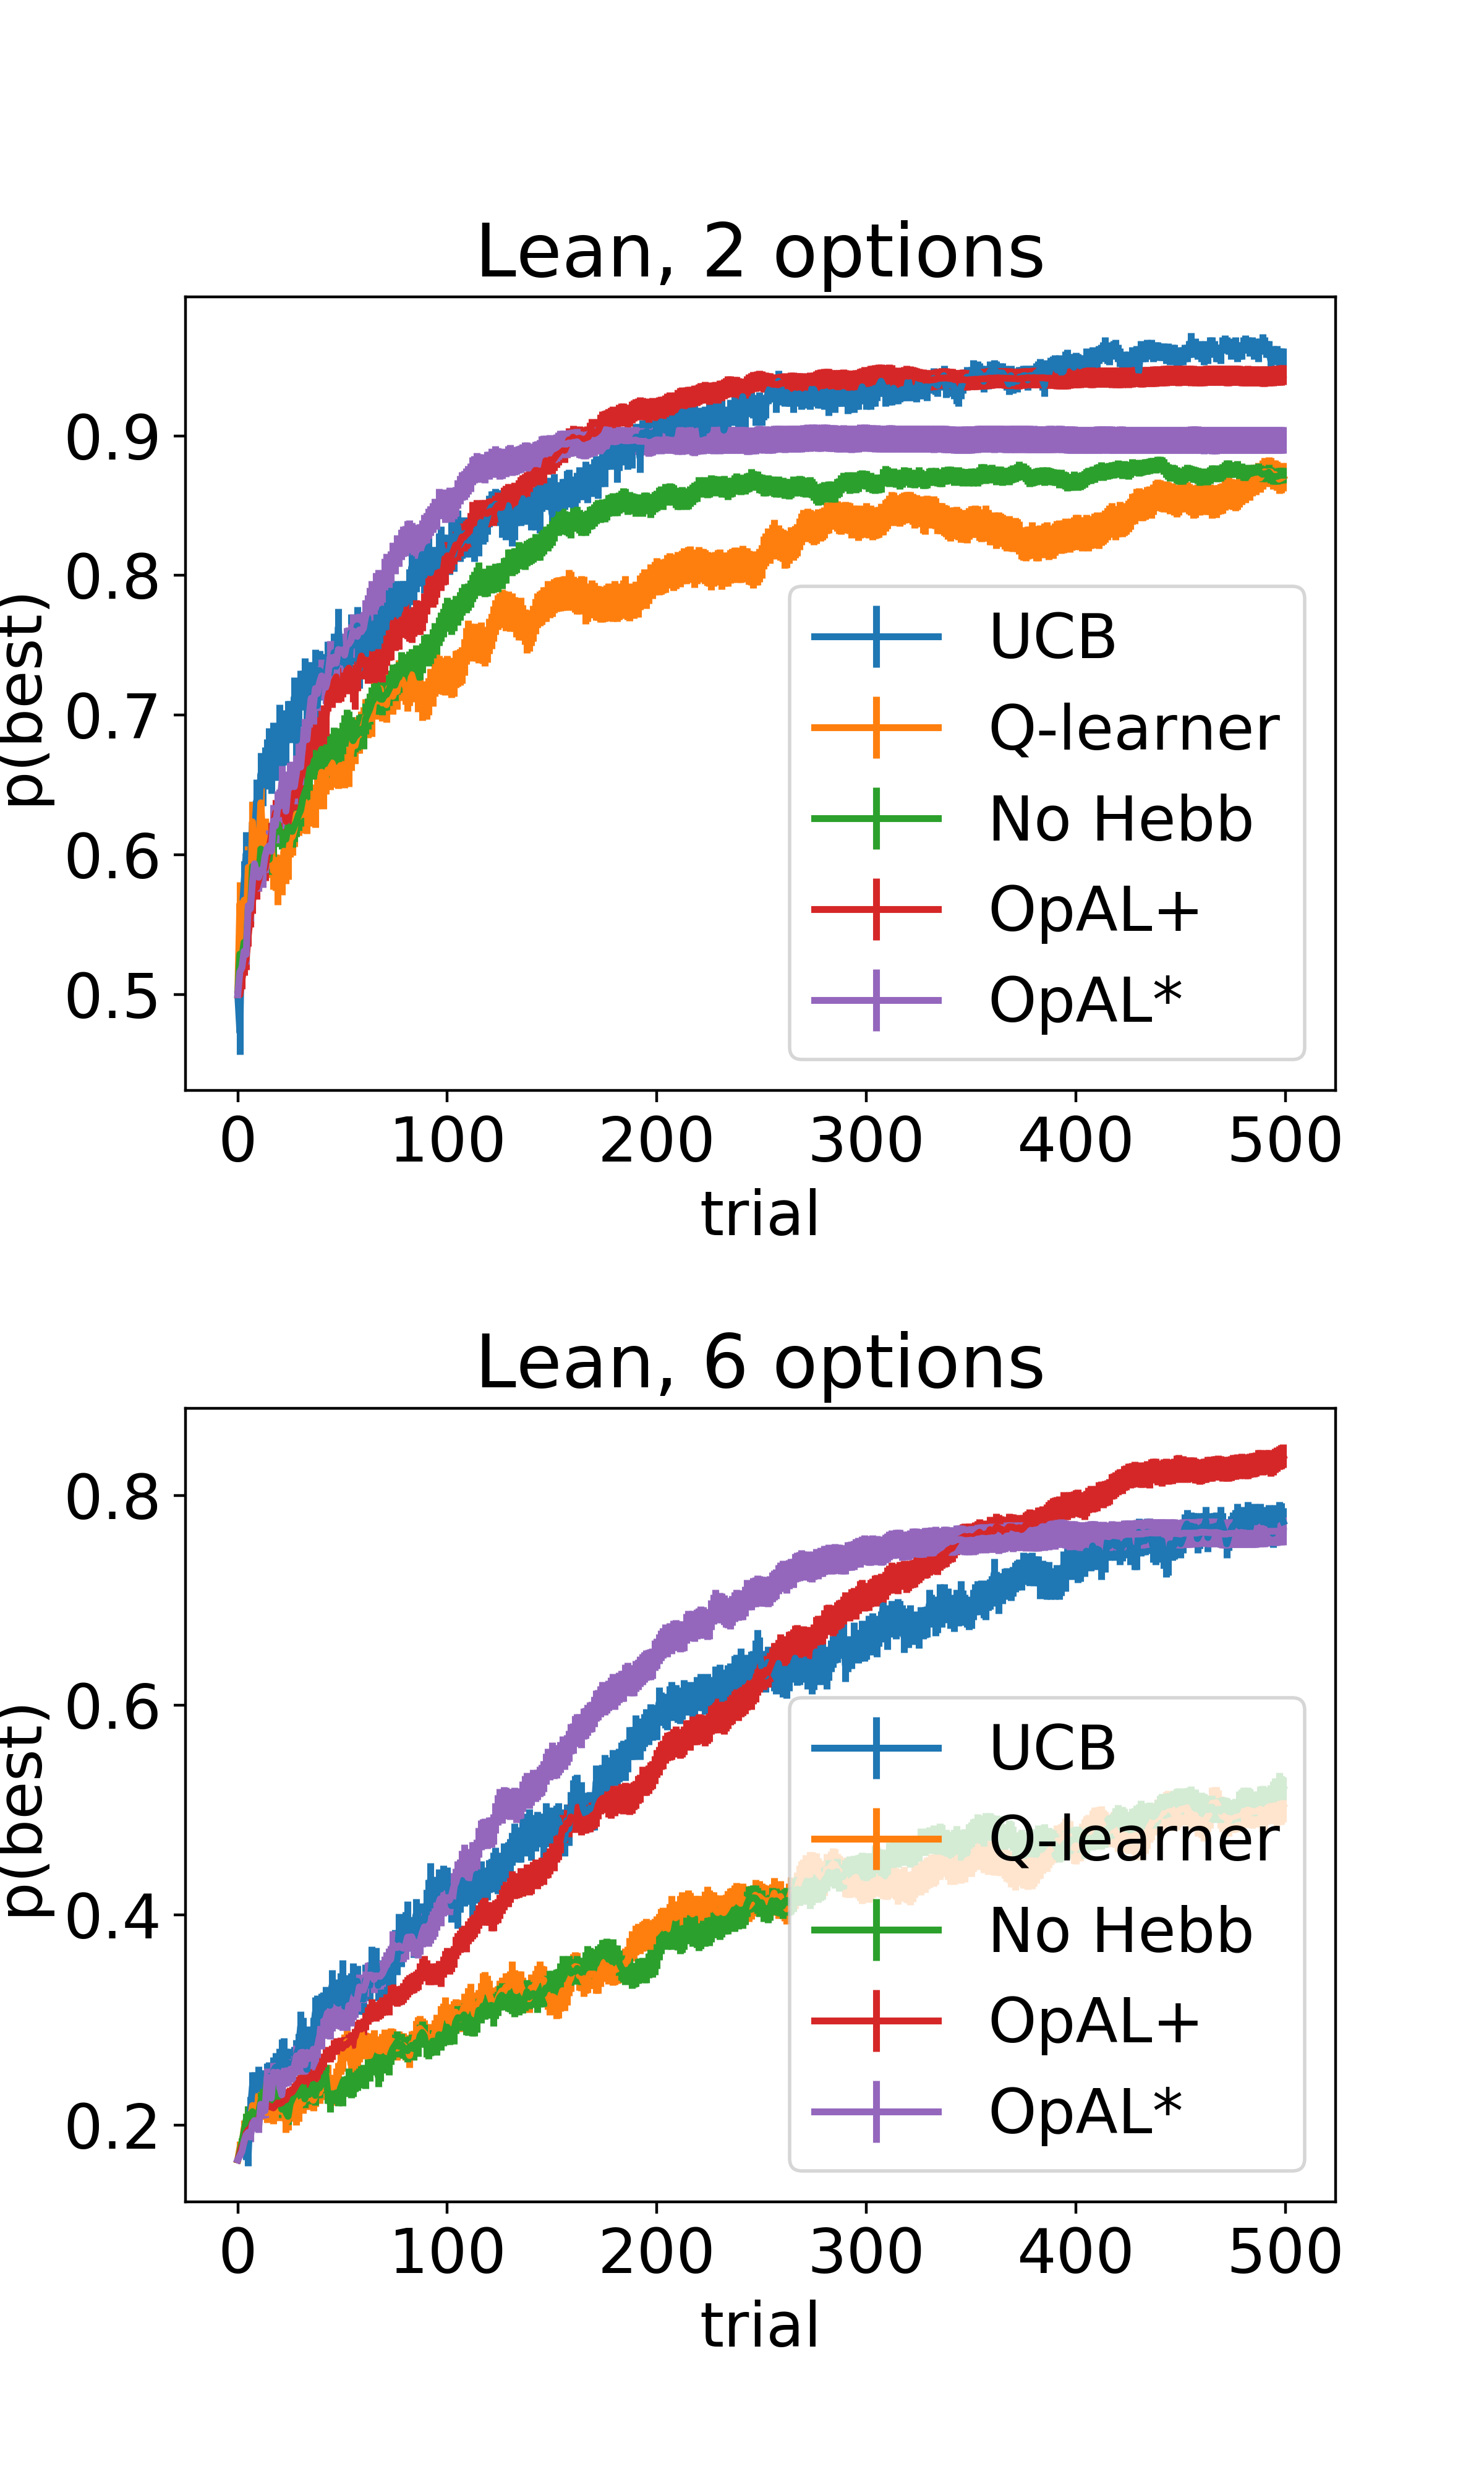 Lean, 2 options
p(best)
0.9
0.8
0.7
0.6
0.5
UCB
Q-learner
No Hebb
OpAL+
OpAL*
0 100 200 300 400 500
trial
Lean, 6 options
p(best)
0.8
0.6
0.4
0.2
UCB
Q-learner
No Hebb
OpAL+
OpAL*
0 100 200 300 400 500
trial